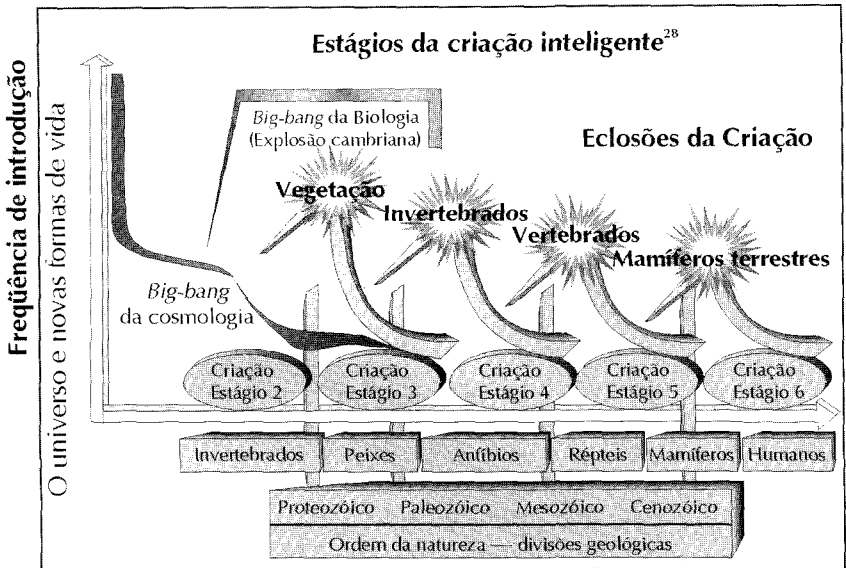 Estágios da criação inteligente28
Freqüência de introdução
O universo e novas formas de vida
Big-bang da Biologia
(Explosão cambriana)
Eclosões da Criação
Vegetação
Invertebrados
Vertebrados
Mamíferos terrestres
Big-bang
da cosmologia
Criação
Estágio 2
Criação
Estágio 3
Criação
Estágio 4
Criação
Estágio 5
Criação
Estágio 6
Invertebrados
Peixes
Anfíbios
Répteis
Mamíferos
Humanos
Proteozóico Paleozóico Mesozóico Cenozóico
Ordem da natureza — divisões geológicas